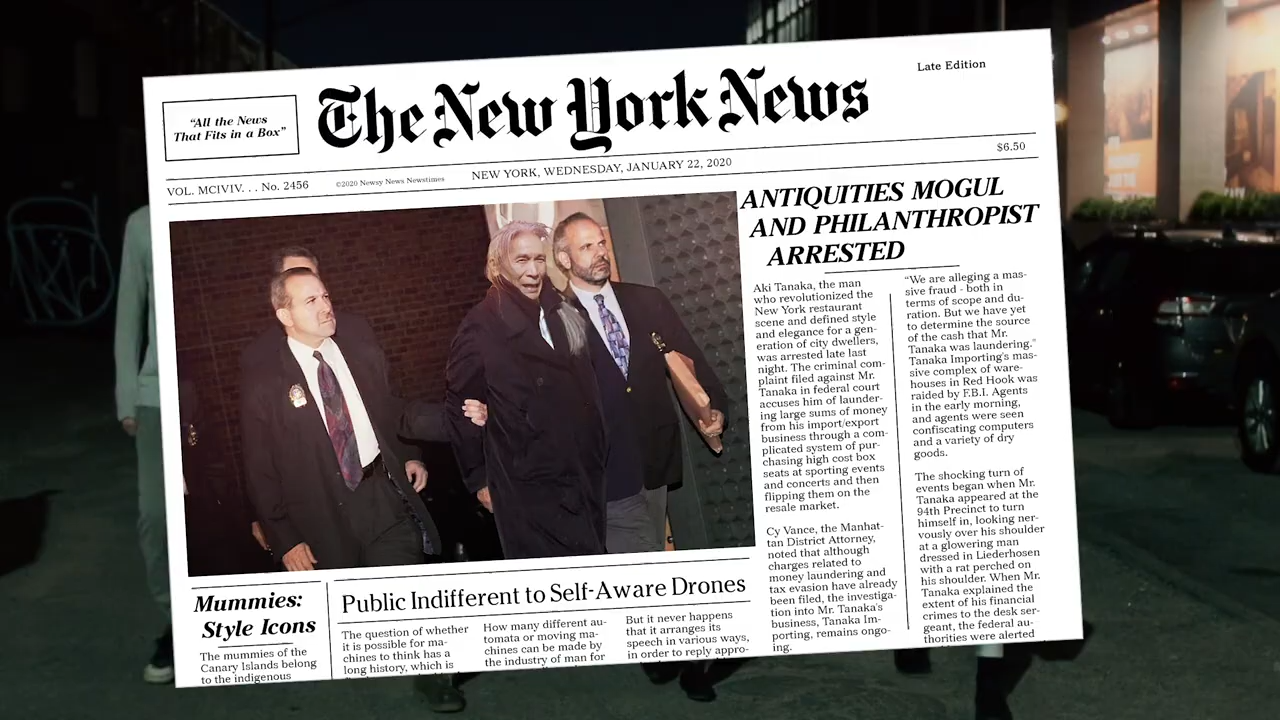 "All the News
That Fits in a Box"
The New York News
Late Edition
VOL. MCIVIV. . . No. 2456
©2020 Newsy News Newstimes
NEW YORK, WEDNESDAY, JANUARY 22, 2020
$6.50
ANTIQUITIES MOGUL
AND PHILANTHROPIST
ARRESTED
Aki Tanaka, the man
who revolutionized the
New York restaurant
scene and defined style
and elegance for a gen-
eration of city dwellers,
was arrested late last
night. The criminal com-
plaint filed against Mr.
Tanaka in federal court
accuses him of launder-
ing large sums of money
from his import/export
business through a com-
plicated system of pur-
chasing high cost box
seats at sporting events
and concerts and then
flipping them on the
resale market.
Cy Vance, the Manhat-
tan District Attorney,
noted that although
charges related to
money laundering and
tax evasion have already
been filed, the investiga-
tion into Mr. Tanaka's
business, Tanaka Im-
porting, remains ongo-
ing.
"We are alleging a mas-
sive fraud - both in
terms of scope and du-
ration. But we have yet
to determine the source
of the cash that Mr.
Tanaka was laundering."
Tanaka Importing's mas-
sive complex of ware-
houses in Red Hook was
raided by F.B.I. Agents
in the early morning,
and agents were seen
confiscating computers
and a variety of dry
goods.
The shocking turn of
events began when Mr.
Tanaka appeared at the
94th Precinct to turn
himself in, looking ner-
vously over his shoulder
at a glowering man
dressed in Liederhosen
with a rat perched on
his shoulder. When Mr.
Tanaka explained the
extent of his financial
crimes to the desk ser-
geant, the federal au-
thorities were alerted
Mummies:
Style Icons
The mummies of the
Canary Islands belong
to the indigenous
Public Indifferent to Self-Aware Drones
The question of whether
it is possible for ma-
chines to think has a
long history, which is
How many different au-
tomata or moving ma-
chines can be made by
the industry of man for
But it never happens
that it arranges its
speech in various ways,
in order to reply appro-